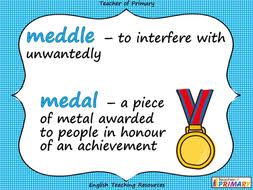 Teacher of Primary
meddle – to interfere with
unwantedly
medal – a piece
of metal awarded
to people in honour
of an achievement
English Teaching Resources
PRIMARY